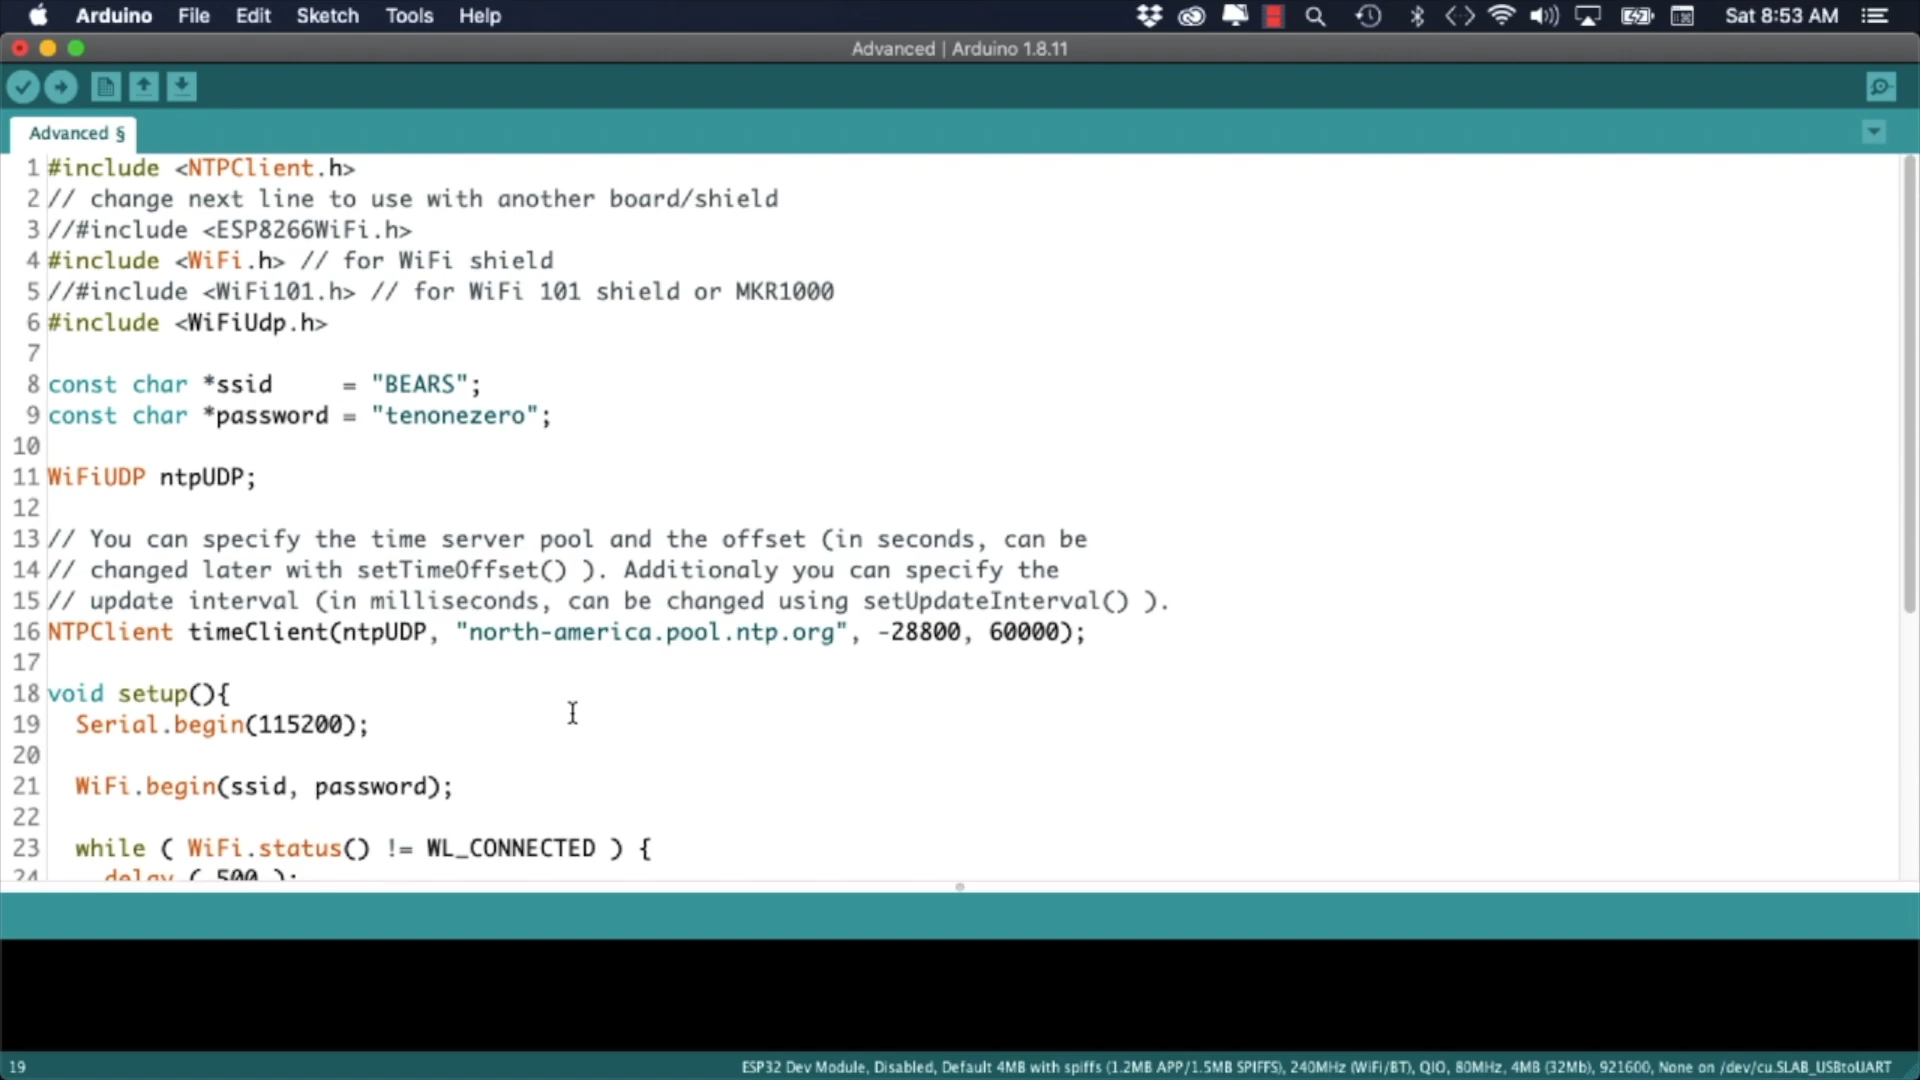 Arduino File Edit Sketch Tools Help Sat 8:53 AM
Advanced | Arduino 1.8.11
Advanced §
1 #include <NTPClient.h>
2 // change next line to use with another board/shield
3 //#include <ESP8266WiFi.h>
4 #include <WiFi.h> // for WiFi shield
5 //#include <WiFi101.h> // for WiFi 101 shield or MKR1000
6 #include <WiFiUdp.h>
7
8 const char *ssid     = "BEARS";
9 const char *password = "tenonezero";
10
11 WiFiUDP ntpUDP;
12
13 // You can specify the time server pool and the offset (in seconds, can be
14 // changed later with setTimeOffset() ). Additionaly you can specify the
15 // update interval (in milliseconds, can be changed using setUpdateInterval() ).
16 NTPClient timeClient(ntpUDP, "north-america.pool.ntp.org", -28800, 60000);
17
18 void setup(){
19   Serial.begin(115200);
20
21   WiFi.begin(ssid, password);
22
23   while ( WiFi.status() != WL_CONNECTED ) {
24     delay ( 500 );
19 ESP32 Dev Module, Disabled, Default 4MB with spiffs (1.2MB APP/1.5MB SPIFFS), 240MHz (WiFi/BT), QIO, 80MHz, 4MB (32Mb), 921600, None on /dev/cu.SLAB_USBtoUART